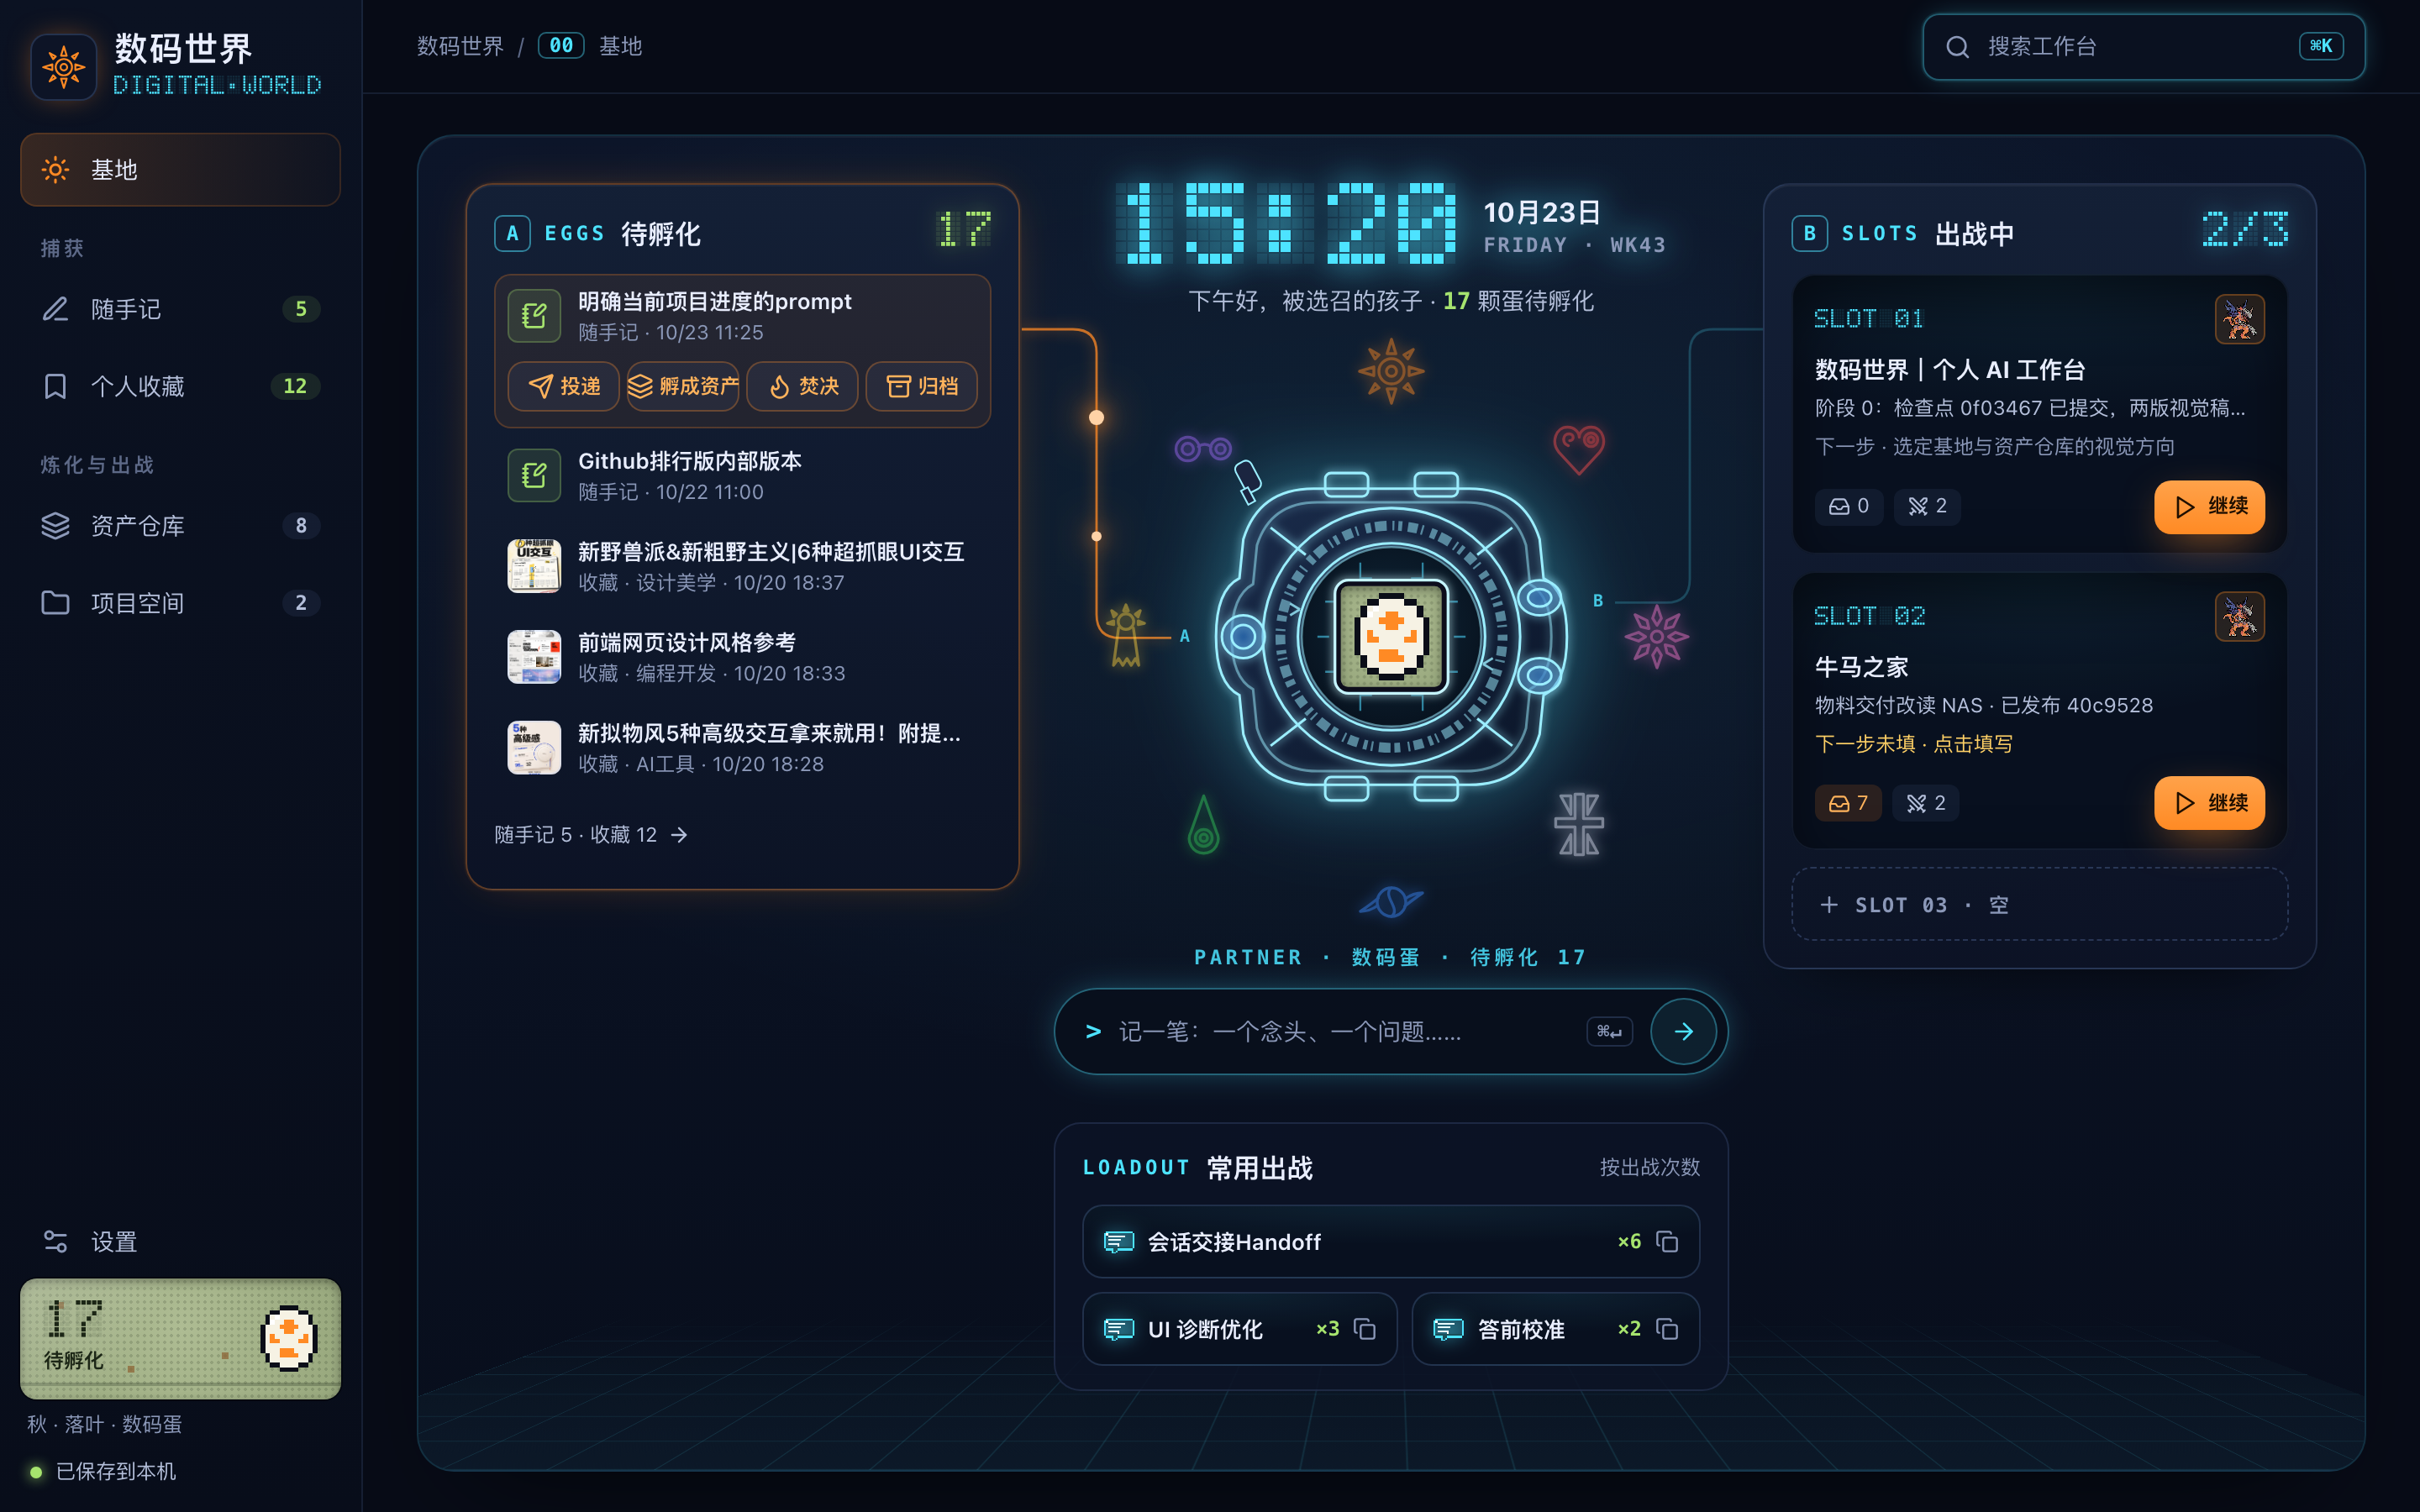 数码世界
DIGITAL·WORLD
数码世界 / 00 基地
搜索工作台 ⌘K
基地
捕获
随手记 5
个人收藏 12
炼化与出战
资产仓库 8
项目空间 2
设置
17
待孵化
秋 · 落叶 · 数码蛋
已保存到本机
A EGGS 待孵化 17
明确当前项目进度的prompt
随手记 · 10/23 11:25
投递 孵成资产 焚决 归档
Github排行版内部版本
随手记 · 10/22 11:00
新野兽派&新粗野主义|6种超抓眼UI交互
收藏 · 设计美学 · 10/20 18:37
前端网页设计风格参考
收藏 · 编程开发 · 10/20 18:33
新拟物风5种高级交互拿来就用！附提...
收藏 · AI工具 · 10/20 18:28
随手记 5 · 收藏 12 →
15:20
10月23日
FRIDAY · WK43
下午好，被选召的孩子 · 17 颗蛋待孵化
A
B
PARTNER · 数码蛋 · 待孵化 17
> 记一笔：一个念头、一个问题…… ⌘↵
LOADOUT 常用出战 按出战次数
会话交接Handoff ×6
UI 诊断优化 ×3
答前校准 ×2
B SLOTS 出战中 2/3
SLOT 01
数码世界｜个人 AI 工作台
阶段 0：检查点 0f03467 已提交，两版视觉稿...
下一步 · 选定基地与资产仓库的视觉方向
0 2 继续
SLOT 02
牛马之家
物料交付改读 NAS · 已发布 40c9528
下一步未填 · 点击填写
7 2 继续
+ SLOT 03 · 空